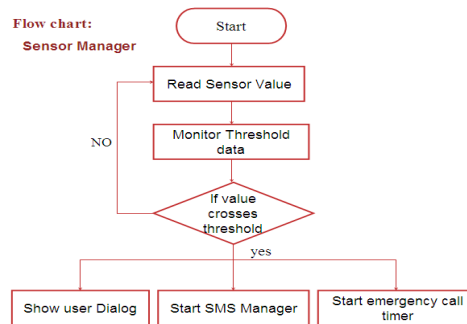 Flow chart:
Sensor Manager
Start
Read Sensor Value
Monitor Threshold
data
NO
If value
crosses
threshold
yes
Show user Dialog
Start SMS Manager
Start emergency call
timer